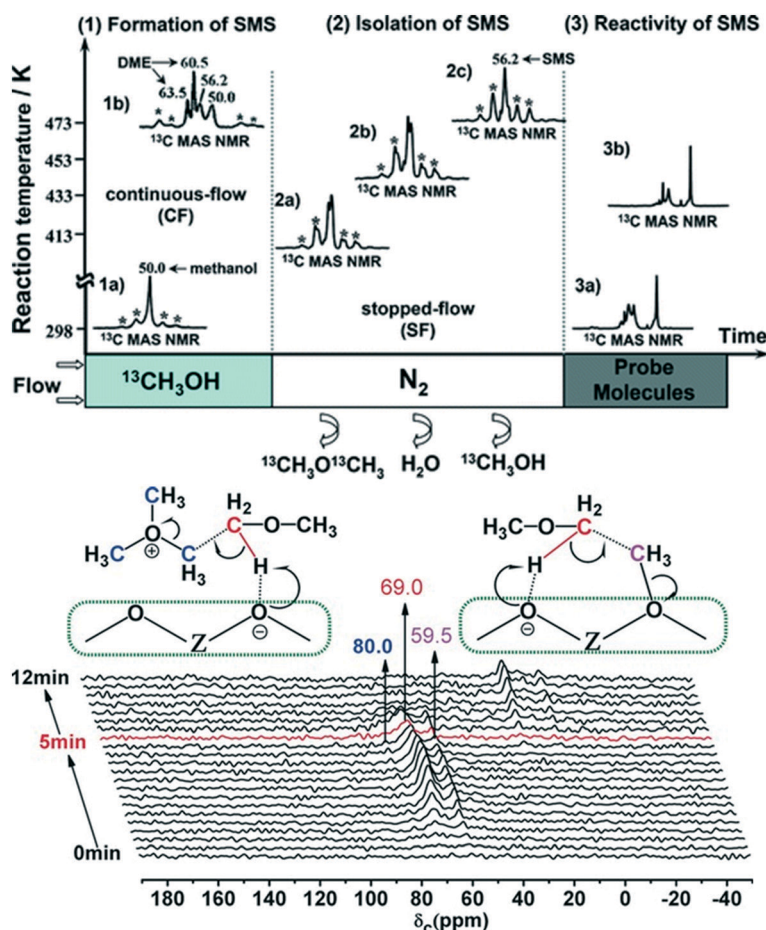 (1) Formation of SMS
(2) Isolation of SMS
(3) Reactivity of SMS
Reaction temperature / K
473
453
433
413
298
DME
60.5
63.5
56.2
50.0
1b)
* * * *
¹³C MAS NMR
continuous-flow
(CF)
50.0 ← methanol
1a)
* * * *
¹³C MAS NMR
2a)
* * * *
¹³C MAS NMR
2b)
* * * *
¹³C MAS NMR
2c)
56.2 ← SMS
* * * *
¹³C MAS NMR
stopped-flow
(SF)
3b)
¹³C MAS NMR
3a)
¹³C MAS NMR
Time
Flow
¹³CH₃OH
N₂
Probe
Molecules
¹³CH₃O¹³CH₃
H₂O
¹³CH₃OH
CH₃
H₃C
O
⊕
C
H₃
H₂
C
O—CH₃
H
O
O
⊖
Z
H₃C—O
H₂
C
CH₃
H
O
⊖
O
Z
80.0
69.0
59.5
12min
5min
0min
180 160 140 120 100 80 60 40 20 0 -20 -40
δc(ppm)